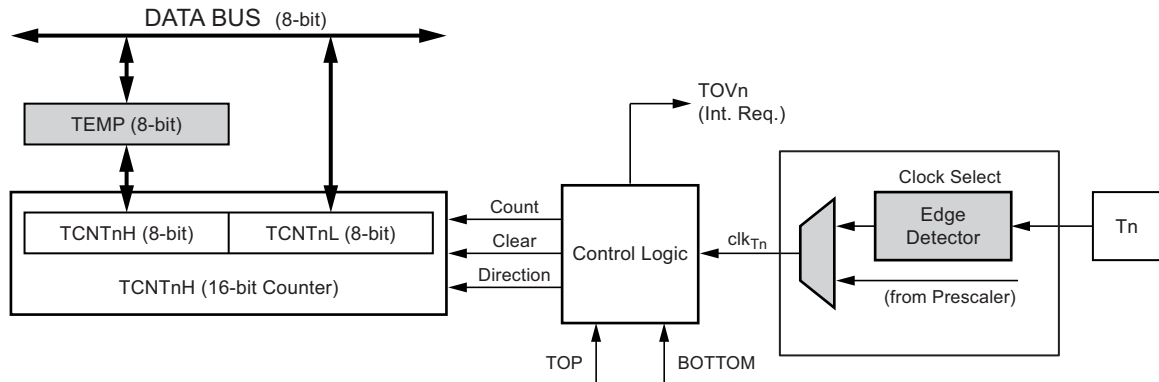 DATA BUS (8-bit)
TEMP (8-bit)
TCNTnH (8-bit)
TCNTnL (8-bit)
TCNTnH (16-bit Counter)
Count
Clear
Direction
TOVn
(Int. Req.)
Control Logic
TOP
BOTTOM
clkTn
Clock Select
Edge
Detector
(from Prescaler)
Tn